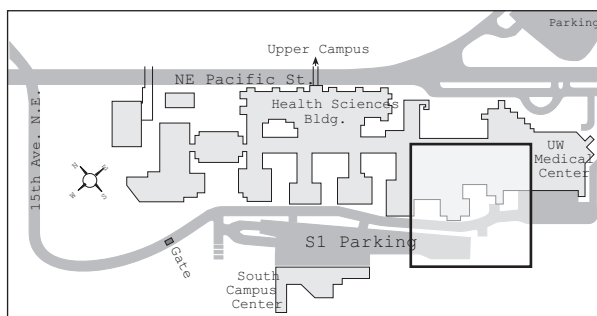 Parking
Upper Campus
NE Pacific St.
Health Sciences
Bldg.
15th Ave. N.E.
UW
Medical
Center
S1 Parking
Gate
South
Campus
Center